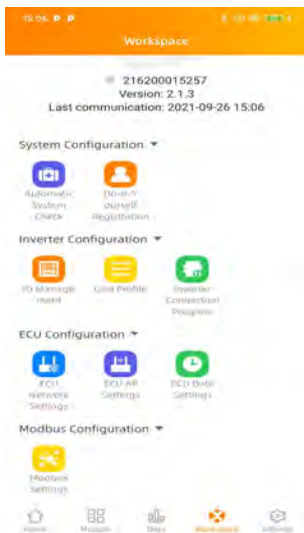 15:06
Workspace
216200015257
Version: 2.1.3
Last communication: 2021-09-26 15:06
System Configuration
Automatic System Check
Do-It-Yourself Registration
Inverter Configuration
ID Management
Grid Profile
Inverter Connection Progress
ECU Configuration
ECU Network Settings
ECU AP Settings
ECU Date Settings
Modbus Configuration
Modbus Settings
Home
Module
Data
Workspace
Settings